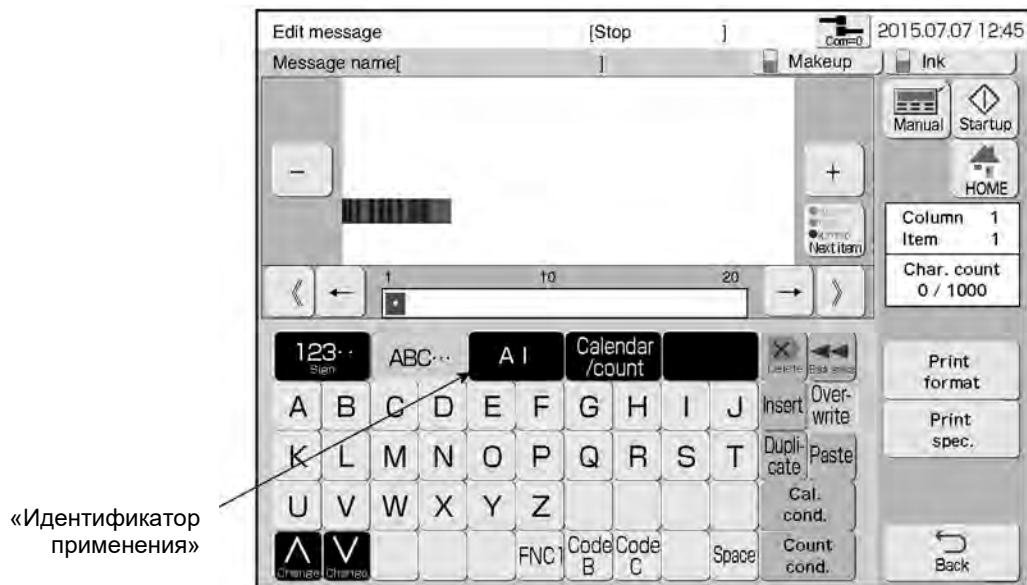 Edit message [Stop ] Com=0 2015.07.07 12:45
Message name[ ] Makeup Ink
Manual Startup
− +
HOME
Next item
Column 1
Item 1
Char. count
0 / 1000
《 ← 1 10 20 → 》
123··
Sign
ABC··· AI Calendar
/count
Delete
Print
format
A B C D E F G H I J Insert Over-
write
Print
spec.
K L M N O P Q R S T Dupli-
cate Paste
U V W X Y Z Cal.
cond.
«Идентификатор
применения»
Change Change FNC1 Code
B Code
C Space Count
cond.
Back